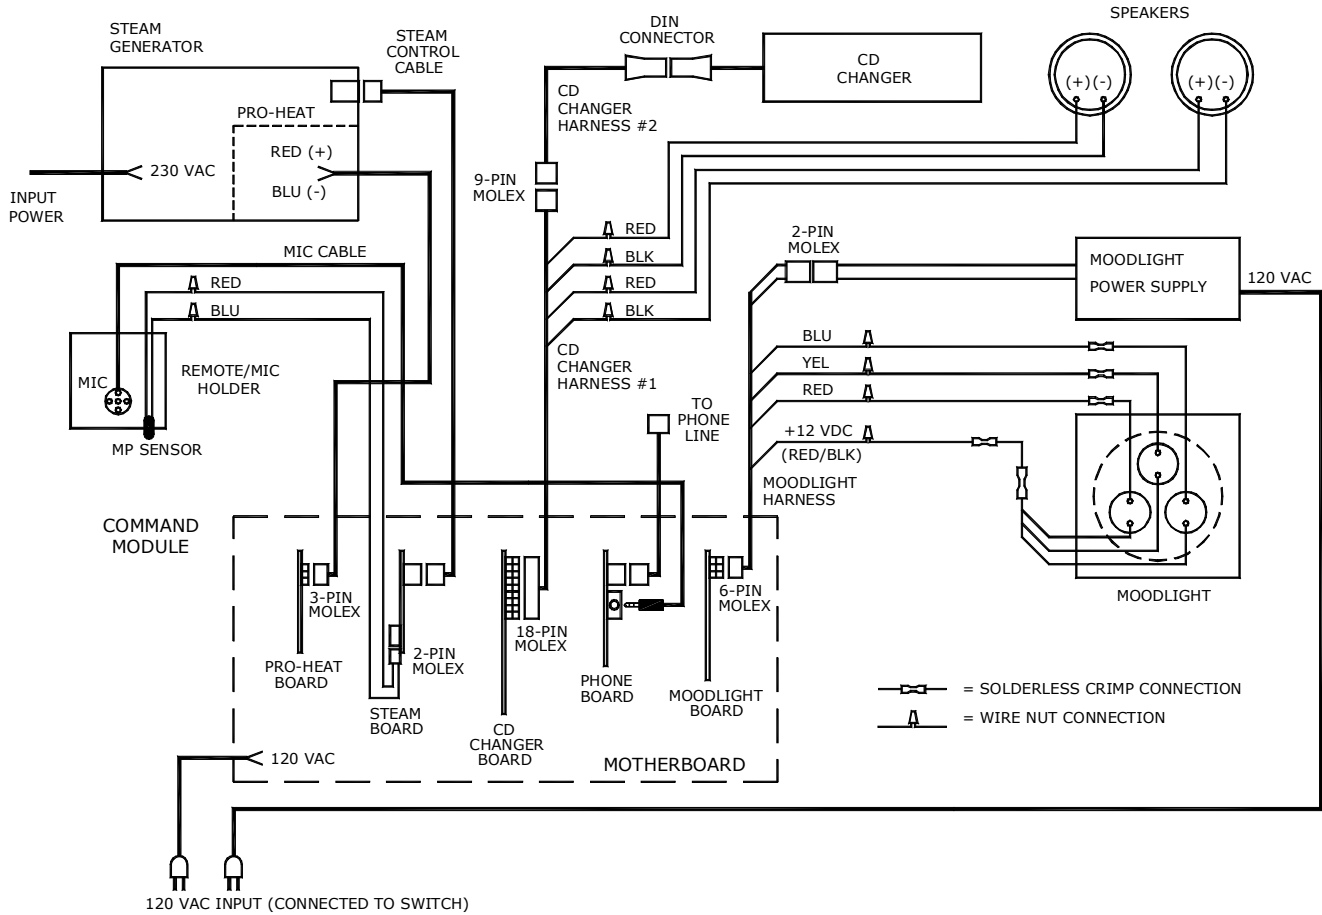 STEAM
GENERATOR
STEAM
CONTROL
CABLE
DIN
CONNECTOR
CD
CHANGER
SPEAKERS
(+)(-)
(+)(-)
CD
CHANGER
HARNESS #2
PRO-HEAT
RED (+)
BLU (-)
230 VAC
INPUT
POWER
9-PIN
MOLEX
MIC CABLE
RED
BLU
RED
BLK
RED
BLK
2-PIN
MOLEX
MOODLIGHT
POWER SUPPLY
120 VAC
MIC
REMOTE/MIC
HOLDER
MP SENSOR
CD
CHANGER
HARNESS #1
BLU
YEL
RED
+12 VDC
(RED/BLK)
TO
PHONE
LINE
MOODLIGHT
HARNESS
COMMAND
MODULE
MOODLIGHT
3-PIN
MOLEX
PRO-HEAT
BOARD
2-PIN
MOLEX
STEAM
BOARD
18-PIN
MOLEX
CD
CHANGER
BOARD
PHONE
BOARD
6-PIN
MOLEX
MOODLIGHT
BOARD
= SOLDERLESS CRIMP CONNECTION
= WIRE NUT CONNECTION
120 VAC
MOTHERBOARD
120 VAC INPUT (CONNECTED TO SWITCH)